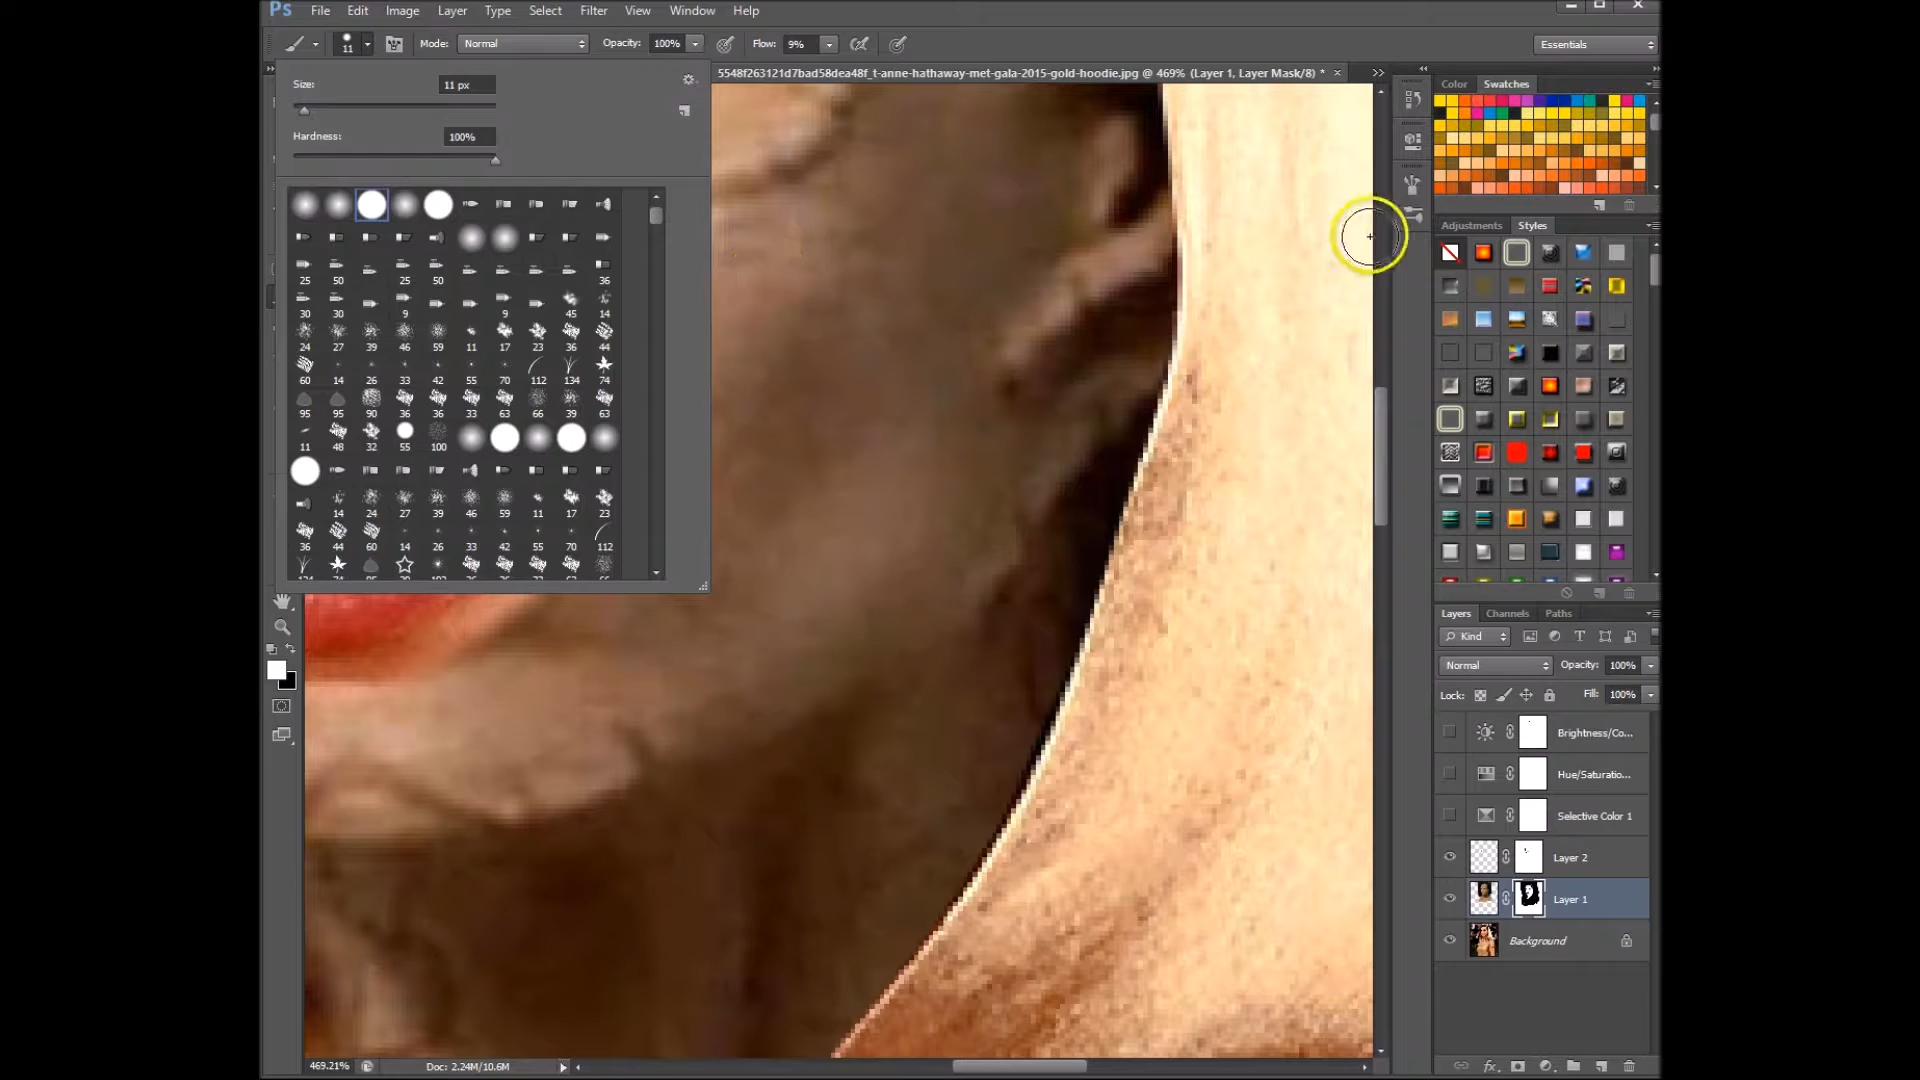 Ps File Edit Image Layer Type Select Filter View Window Help
11 Mode: Normal Opacity: 100% Flow: 9% Essentials
5548f263121d7bad58dea48f_t-anne-hathaway-met-gala-2015-gold-hoodie.jpg @ 469% (Layer 1, Layer Mask/8) *
Size: 11 px
Hardness: 100%
25 50 25 50 36
30 30 9 9 45 14
24 27 39 46 59 11 17 23 36 44
60 14 26 33 42 55 70 112 134 74
95 95 90 36 36 33 63 66 39 63
11 48 32 55 100
14 24 27 39 46 59 11 17 23
36 44 60 14 26 33 42 55 70 112
Color Swatches
Adjustments Styles
Layers Channels Paths
Kind
Normal Opacity: 100%
Lock: Fill: 100%
Brightness/Co...
Hue/Saturatio...
Selective Color 1
Layer 2
Layer 1
Background
469.21% Doc: 2.24M/10.6M